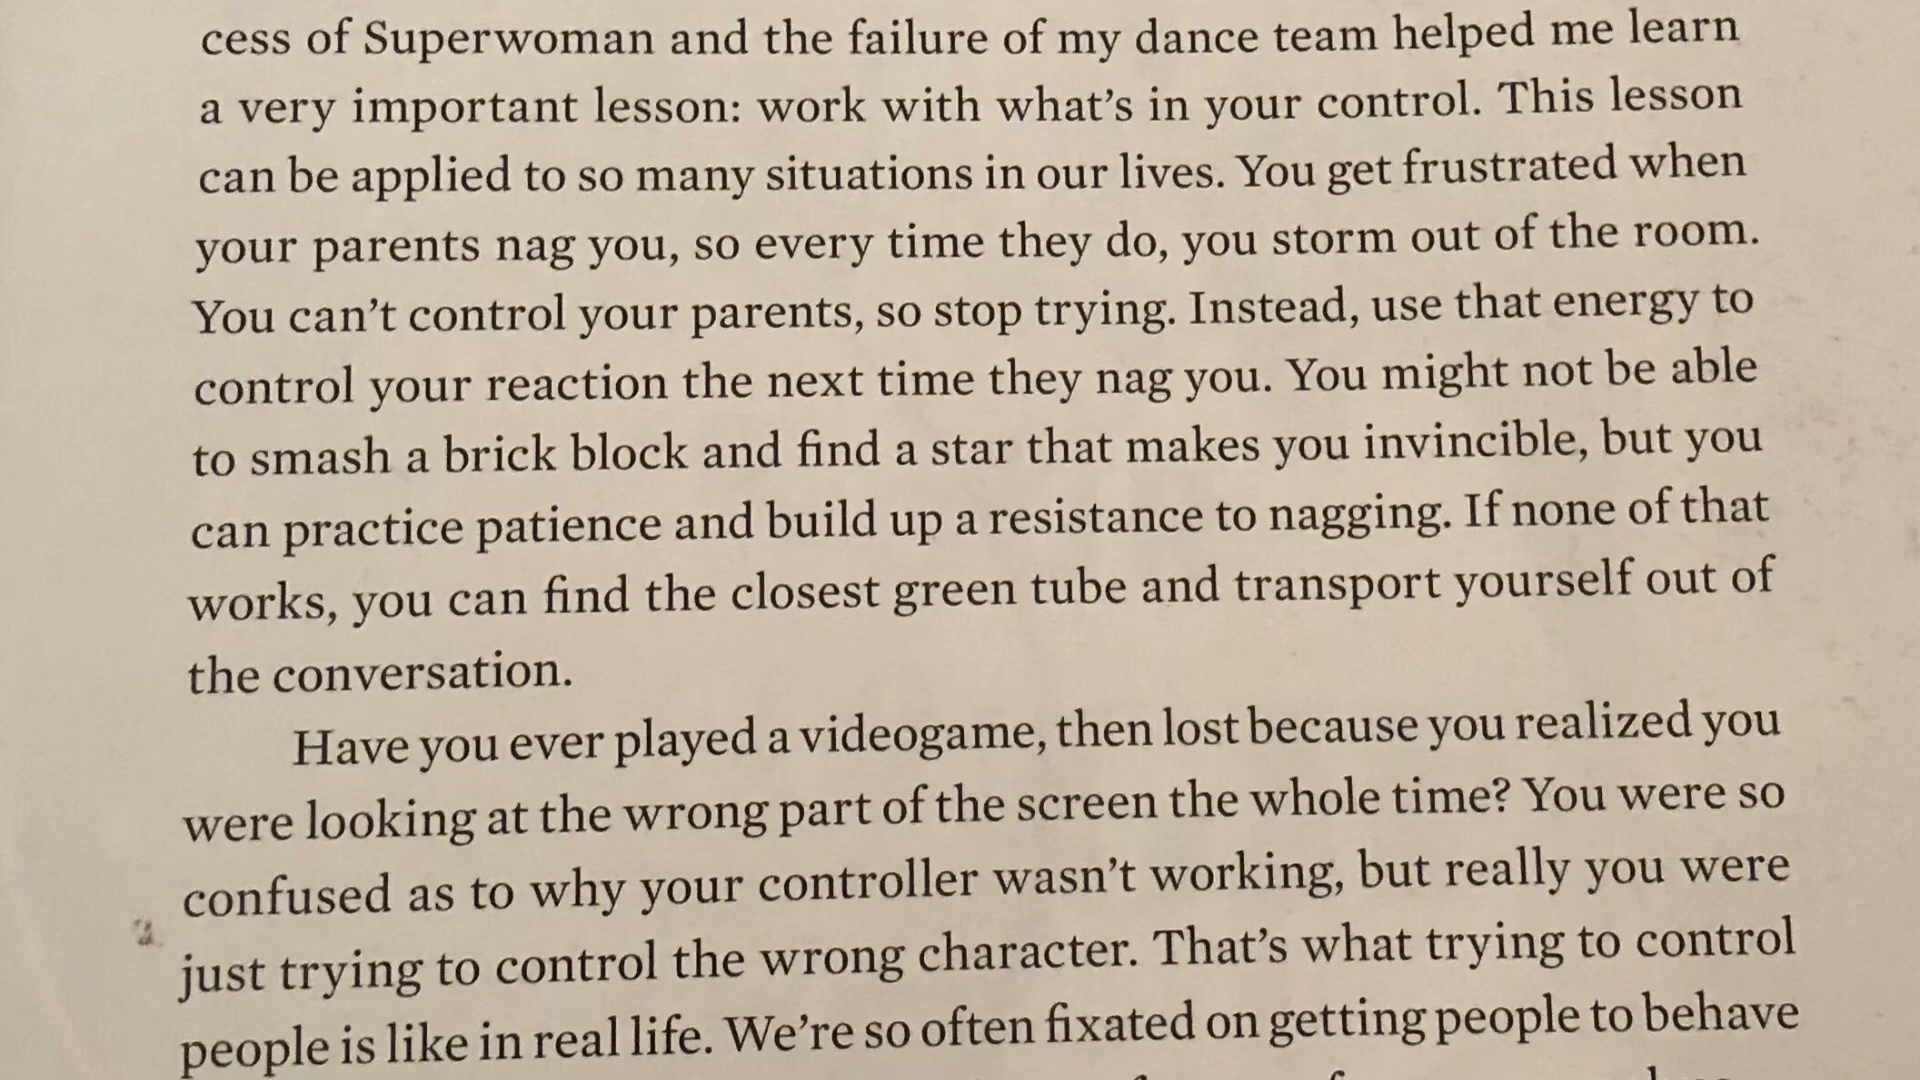 cess of Superwoman and the failure of my dance team helped me learn
a very important lesson: work with what's in your control. This lesson
can be applied to so many situations in our lives. You get frustrated when
your parents nag you, so every time they do, you storm out of the room.
You can't control your parents, so stop trying. Instead, use that energy to
control your reaction the next time they nag you. You might not be able
to smash a brick block and find a star that makes you invincible, but you
can practice patience and build up a resistance to nagging. If none of that
works, you can find the closest green tube and transport yourself out of
the conversation.
Have you ever played a videogame, then lost because you realized you
were looking at the wrong part of the screen the whole time? You were so
confused as to why your controller wasn't working, but really you were
just trying to control the wrong character. That's what trying to control
people is like in real life. We're so often fixated on getting people to behave